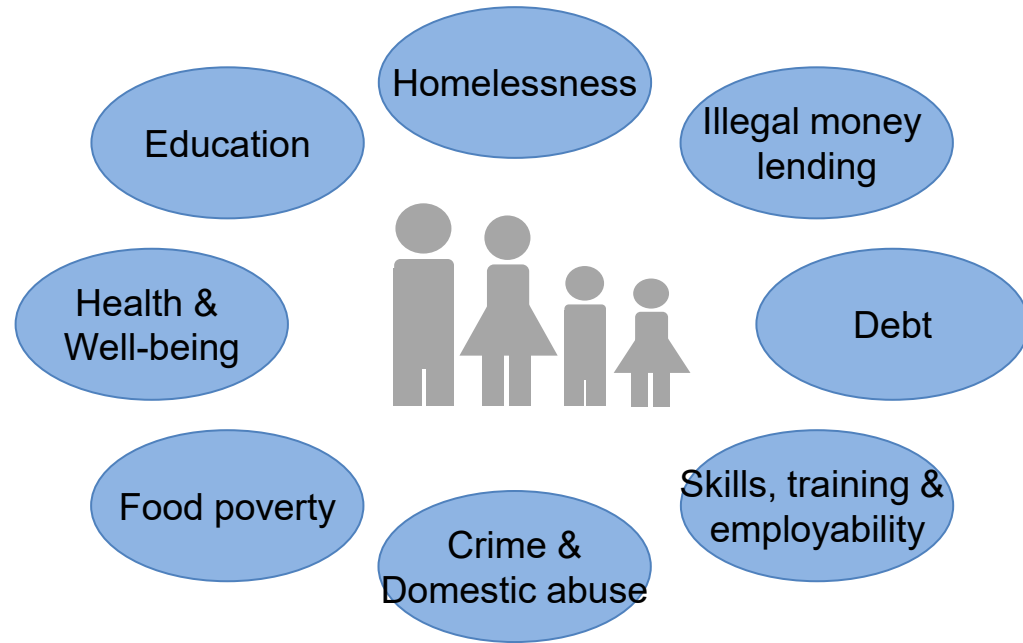 Homelessness
Illegal money
lending
Education
Health &
Well-being
Debt
Skills, training &
employability
Food poverty
Crime &
Domestic abuse